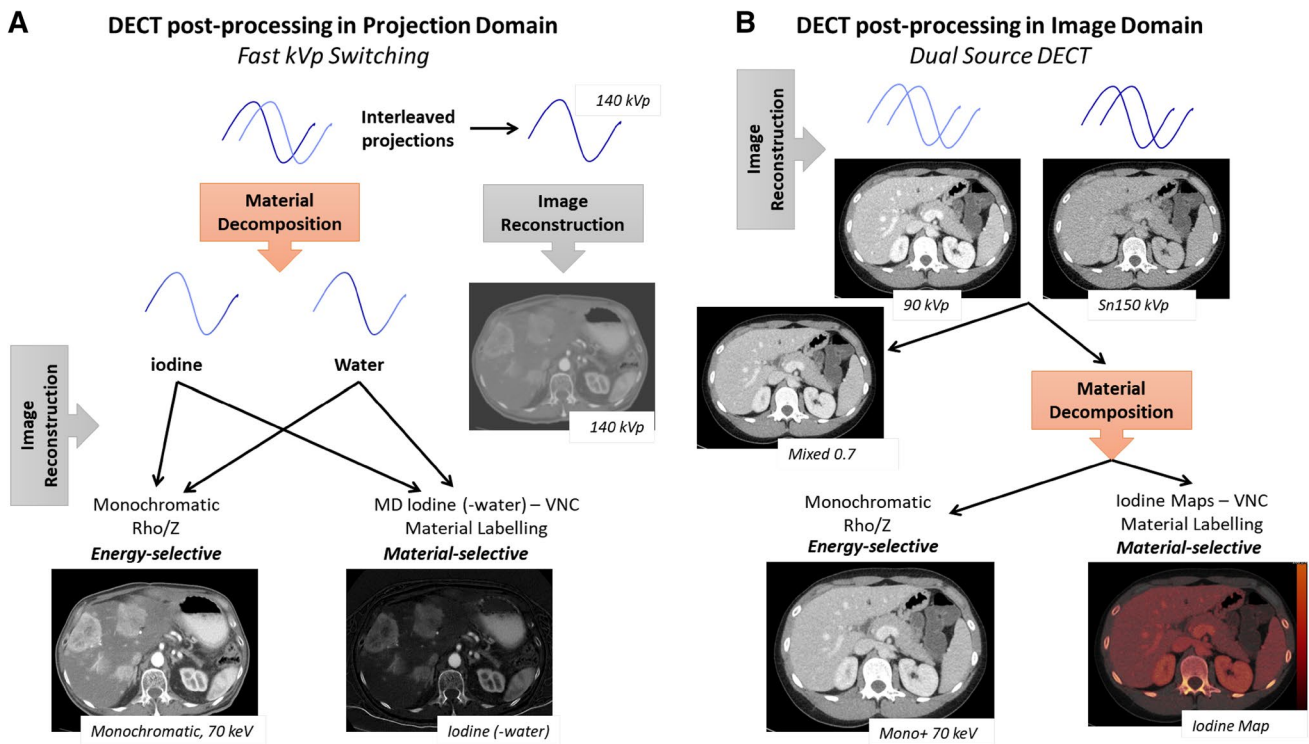 A
DECT post-processing in Projection Domain
Fast kVp Switching
Interleaved
projections
140 kVp
Material
Decomposition
Image
Reconstruction
iodine
Water
140 kVp
Image
Reconstruction
Monochromatic
Rho/Z
Energy-selective
MD Iodine (-water) – VNC
Material Labelling
Material-selective
Monochromatic, 70 keV
Iodine (-water)
B
DECT post-processing in Image Domain
Dual Source DECT
Image
Reconstruction
90 kVp
Sn150 kVp
Mixed 0.7
Material
Decomposition
Monochromatic
Rho/Z
Energy-selective
Iodine Maps – VNC
Material Labelling
Material-selective
Mono+ 70 keV
Iodine Map